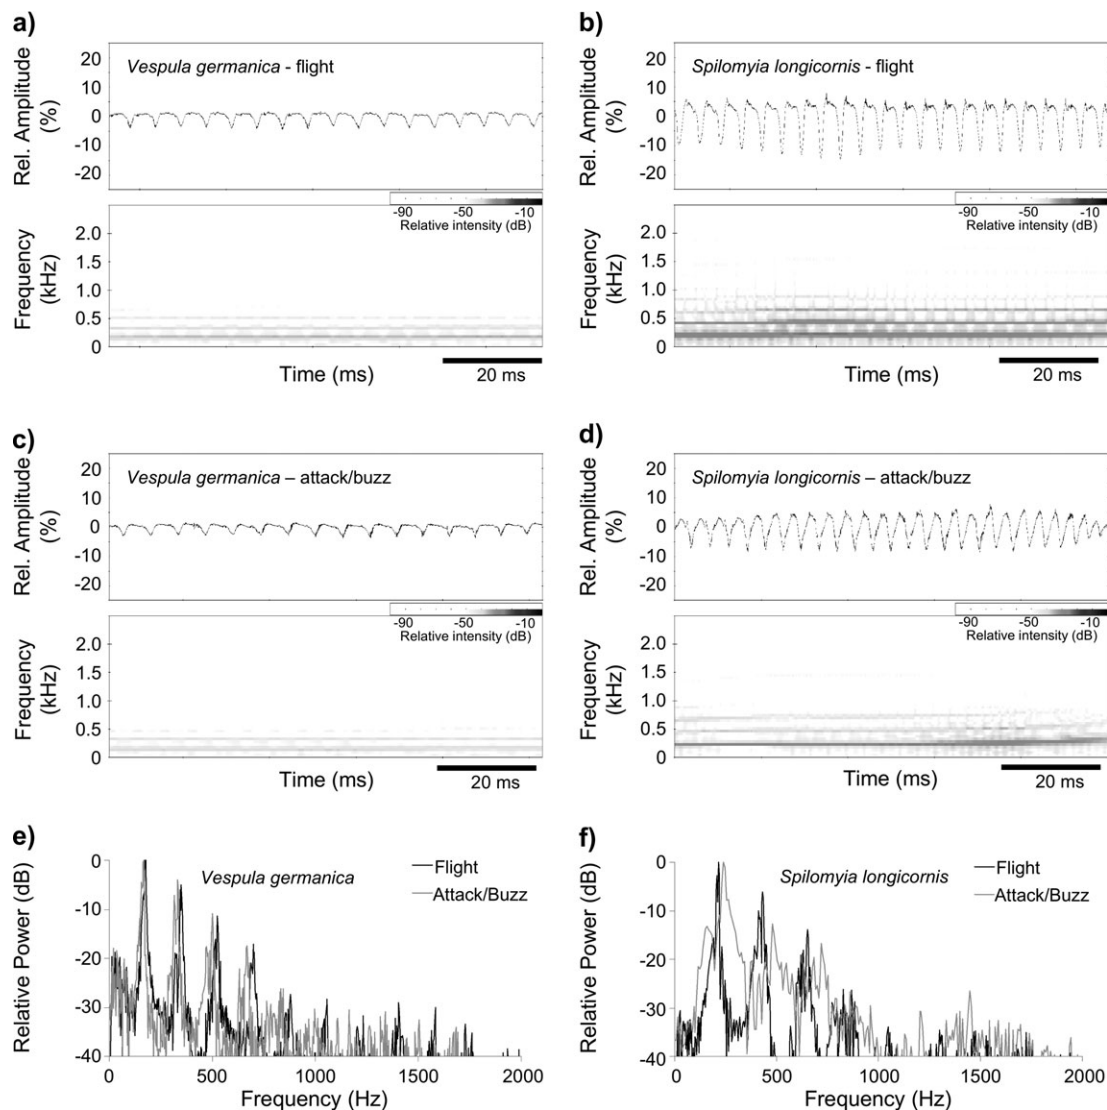 a)
Vespula germanica - flight
Rel. Amplitude
(%)
20
10
0
-10
-20
-90 -50 -10
Relative intensity (dB)
Frequency
(kHz)
2.0
1.5
1.0
0.5
0
Time (ms)
20 ms
b)
Spilomyia longicornis - flight
Rel. Amplitude
(%)
20
10
0
-10
-20
-90 -50 -10
Relative intensity (dB)
Frequency
(kHz)
2.0
1.5
1.0
0.5
0
Time (ms)
20 ms
c)
Vespula germanica – attack/buzz
Rel. Amplitude
(%)
20
10
0
-10
-20
-90 -50 -10
Relative intensity (dB)
Frequency
(kHz)
2.0
1.5
1.0
0.5
0
Time (ms)
20 ms
d)
Spilomyia longicornis – attack/buzz
Rel. Amplitude
(%)
20
10
0
-10
-20
-90 -50 -10
Relative intensity (dB)
Frequency
(kHz)
2.0
1.5
1.0
0.5
0
Time (ms)
20 ms
e)
Vespula germanica
Flight
Attack/Buzz
Relative Power (dB)
0
-10
-20
-30
-40
0 500 1000 1500 2000
Frequency (Hz)
f)
Spilomyia longicornis
Flight
Attack/Buzz
Relative Power (dB)
0
-10
-20
-30
-40
0 500 1000 1500 2000
Frequency (Hz)